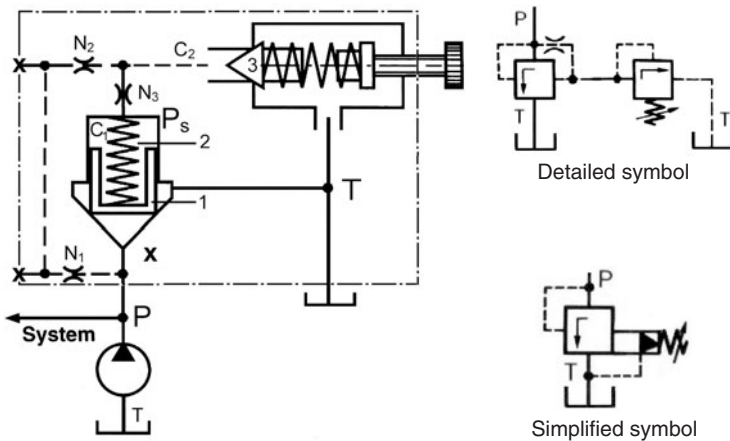 N2
C2
3
N3
C1
Ps
2
1
T
x
x
N1
x
P
System
T
P
T
T
Detailed symbol
P
T
Simplified symbol